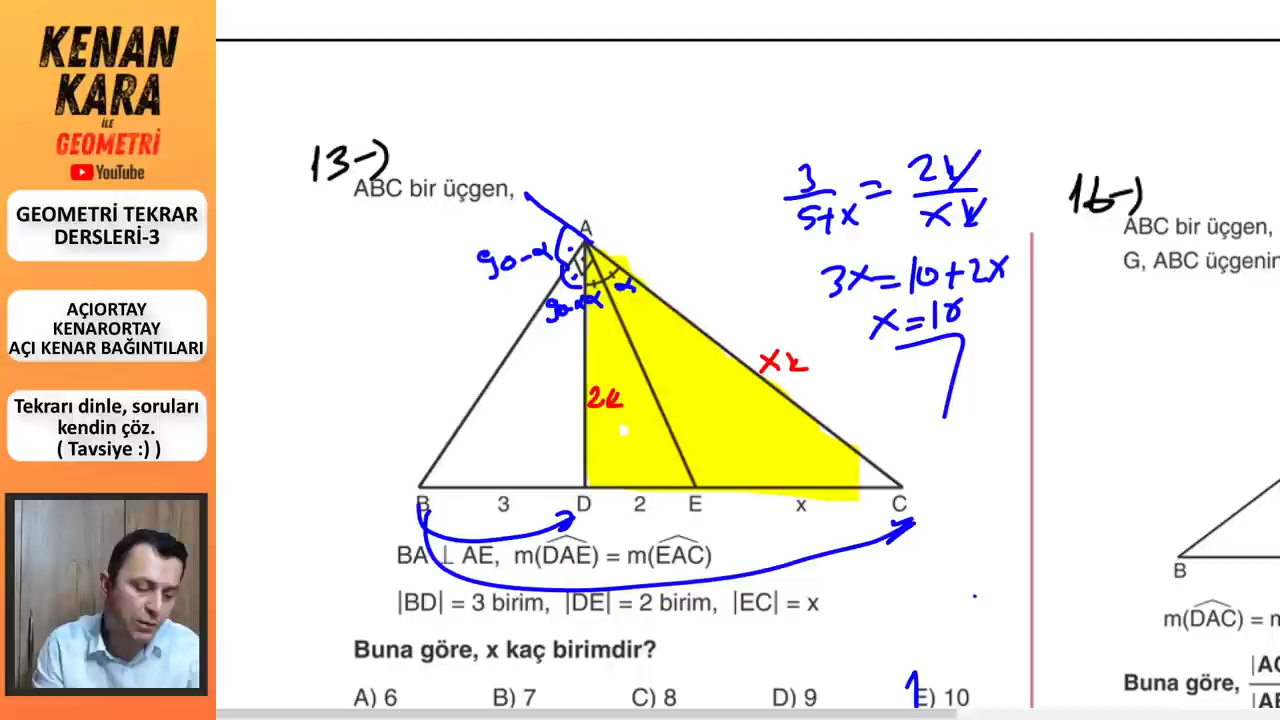 KENAN
KARA
İLE
GEOMETRİ
YouTube
GEOMETRİ TEKRAR
DERSLERİ-3
AÇIORTAY
KENARORTAY
AÇI KENAR BAĞINTILARI
Tekrarı dinle, soruları
kendin çöz.
( Tavsiye :) )
13-)
ABC bir üçgen,
A
90-α
90-α
α
α
2k
xk
B 3 D 2 E x C
BA ⊥ AE, m(DAE) = m(EAC)
|BD| = 3 birim, |DE| = 2 birim, |EC| = x
Buna göre, x kaç birimdir?
A) 6 B) 7 C) 8 D) 9 E) 10
3/5+x = 2k/xk
3x=10+2x
x=10
16-)
ABC bir üçgen,
G, ABC üçgenin
B
m(DAC) = m
Buna göre,
|AC
|AB